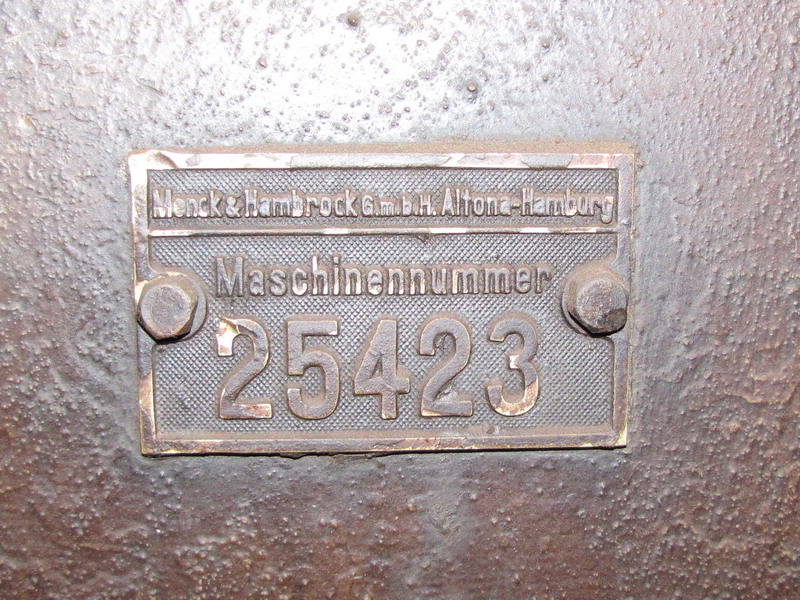 Menck & Hambrock G.m.b.H. Altona-Hamburg
Maschinennummer
25423